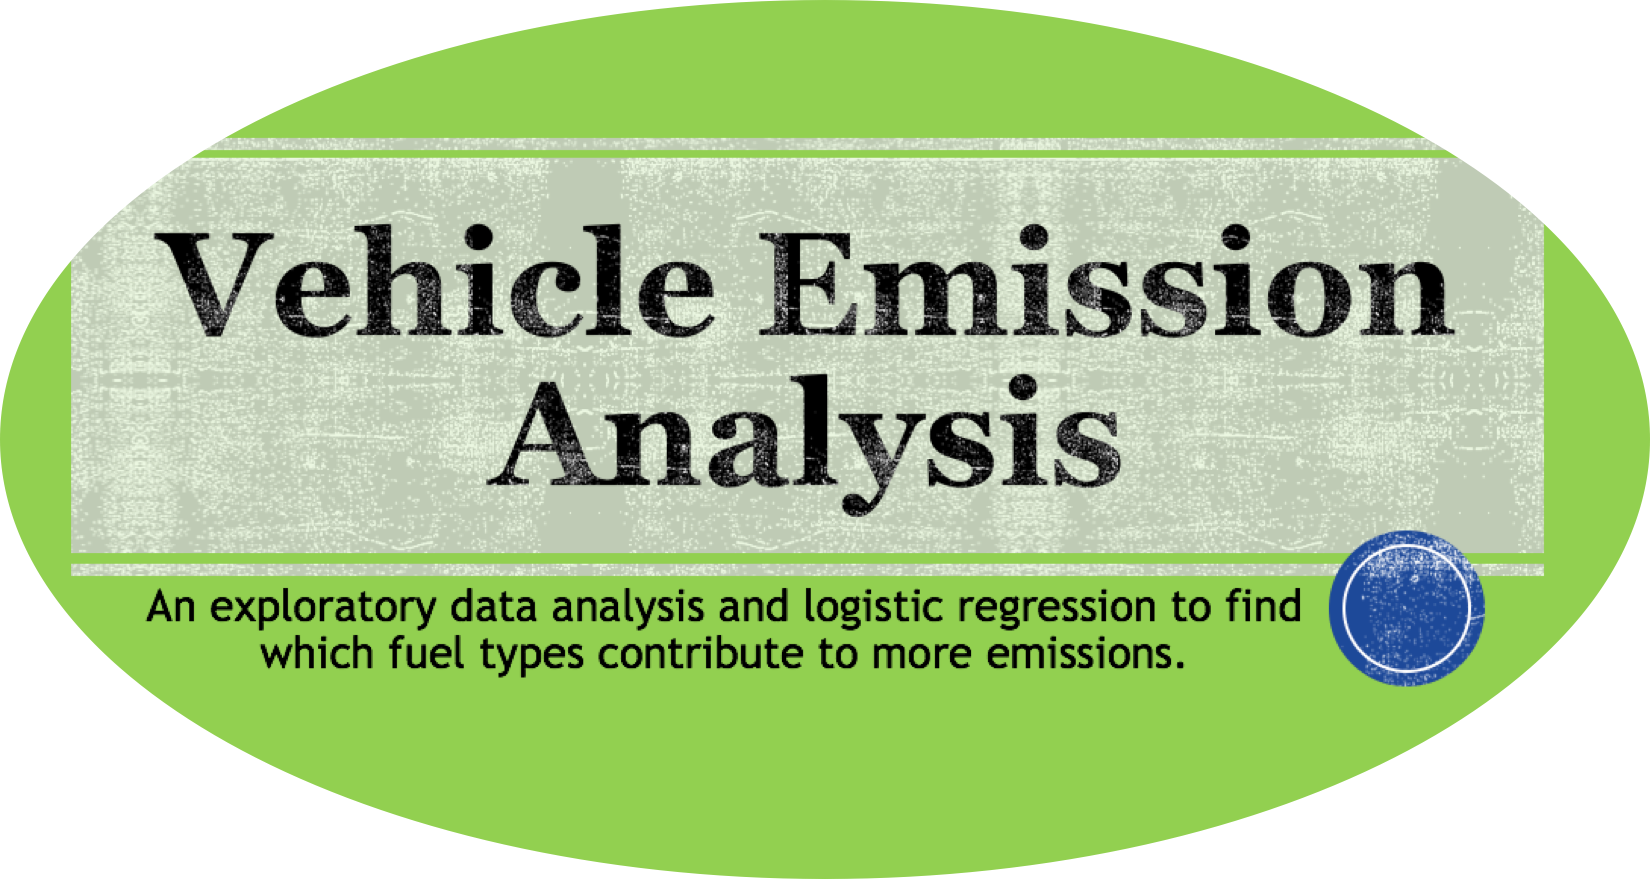 Vehicle Emission
Analysis
An exploratory data analysis and logistic regression to find
which fuel types contribute to more emissions.